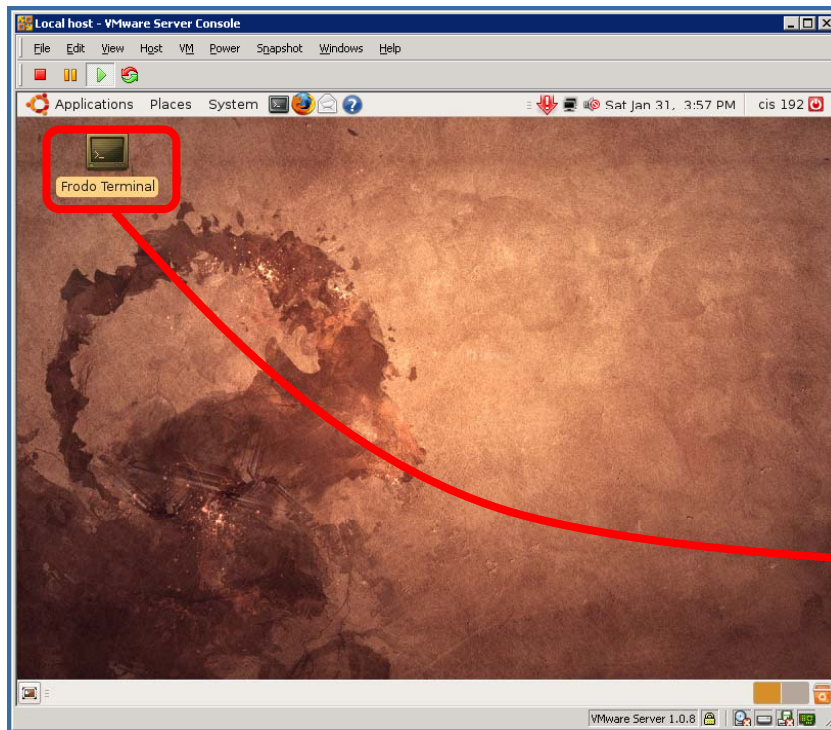 Local host - VMware Server Console
File Edit View Host VM Power Snapshot Windows Help
Applications Places System Sat Jan 31, 3:57 PM cis 192
Frodo Terminal
VMware Server 1.0.8